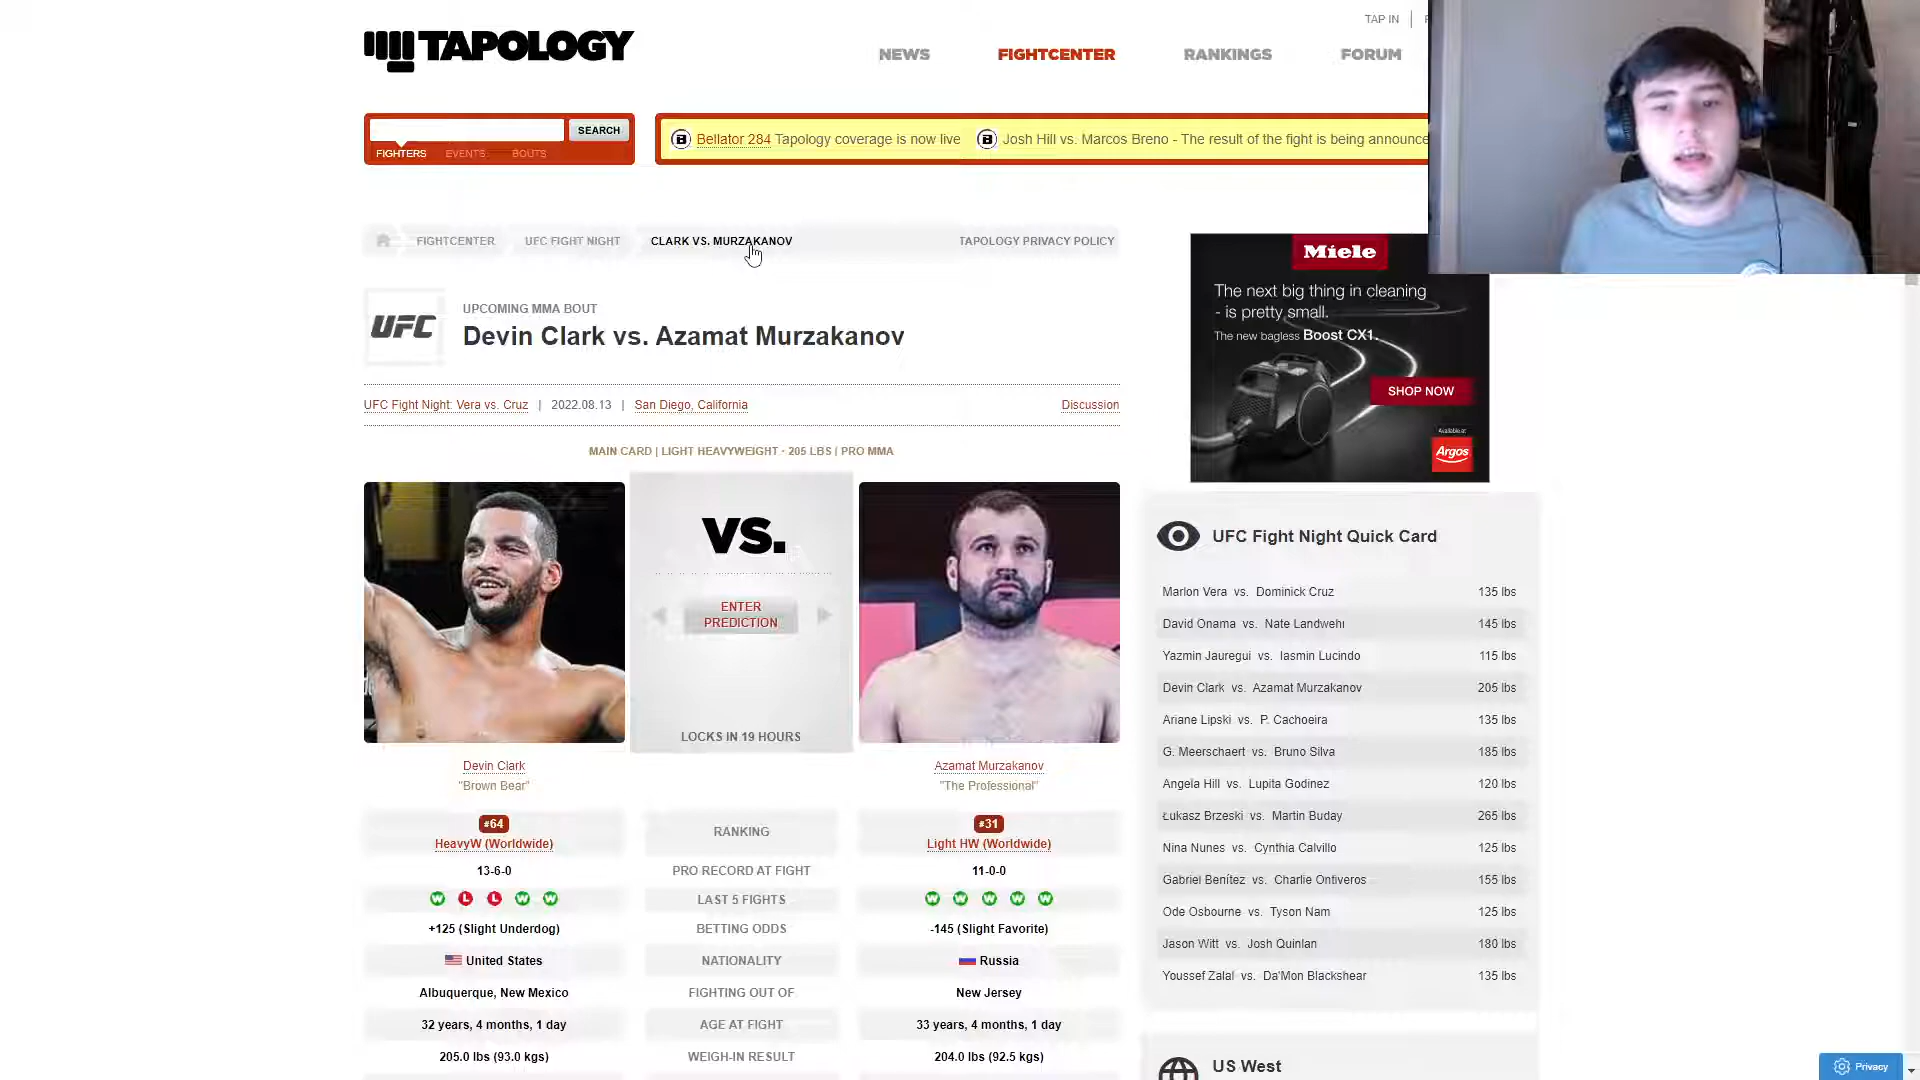 TAP IN
TAPOLOGY
NEWS
FIGHTCENTER
RANKINGS
FORUM
SEARCH
FIGHTERS
EVENTS
BOUTS
Bellator 284 Tapology coverage is now live
Josh Hill vs. Marcos Breno - The result of the fight is being announce
FIGHTCENTER
UFC FIGHT NIGHT
CLARK VS. MURZAKANOV
TAPOLOGY PRIVACY POLICY
UFC
UPCOMING MMA BOUT
Devin Clark vs. Azamat Murzakanov
UFC Fight Night: Vera vs. Cruz | 2022.08.13 | San Diego, California
Discussion
MAIN CARD | LIGHT HEAVYWEIGHT · 205 LBS | PRO MMA
VS.
ENTER
PREDICTION
LOCKS IN 19 HOURS
Devin Clark
"Brown Bear"
Azamat Murzakanov
"The Professional"
#64
HeavyW (Worldwide)
RANKING
#31
Light HW (Worldwide)
13-6-0
PRO RECORD AT FIGHT
11-0-0
W L L W W
LAST 5 FIGHTS
W W W W W
+125 (Slight Underdog)
BETTING ODDS
-145 (Slight Favorite)
United States
NATIONALITY
Russia
Albuquerque, New Mexico
FIGHTING OUT OF
New Jersey
32 years, 4 months, 1 day
AGE AT FIGHT
33 years, 4 months, 1 day
205.0 lbs (93.0 kgs)
WEIGH-IN RESULT
204.0 lbs (92.5 kgs)
Miele
The next big thing in cleaning
- is pretty small.
The new bagless Boost CX1.
SHOP NOW
Available at
Argos
UFC Fight Night Quick Card
Marlon Vera vs. Dominick Cruz 135 lbs
David Onama vs. Nate Landwehr 145 lbs
Yazmin Jauregui vs. Iasmin Lucindo 115 lbs
Devin Clark vs. Azamat Murzakanov 205 lbs
Ariane Lipski vs. P. Cachoeira 135 lbs
G. Meerschaert vs. Bruno Silva 185 lbs
Angela Hill vs. Lupita Godinez 120 lbs
Łukasz Brzeski vs. Martin Buday 265 lbs
Nina Nunes vs. Cynthia Calvillo 125 lbs
Gabriel Benítez vs. Charlie Ontiveros 155 lbs
Ode Osbourne vs. Tyson Nam 125 lbs
Jason Witt vs. Josh Quinlan 180 lbs
Youssef Zalal vs. Da'Mon Blackshear 135 lbs
US West
Privacy